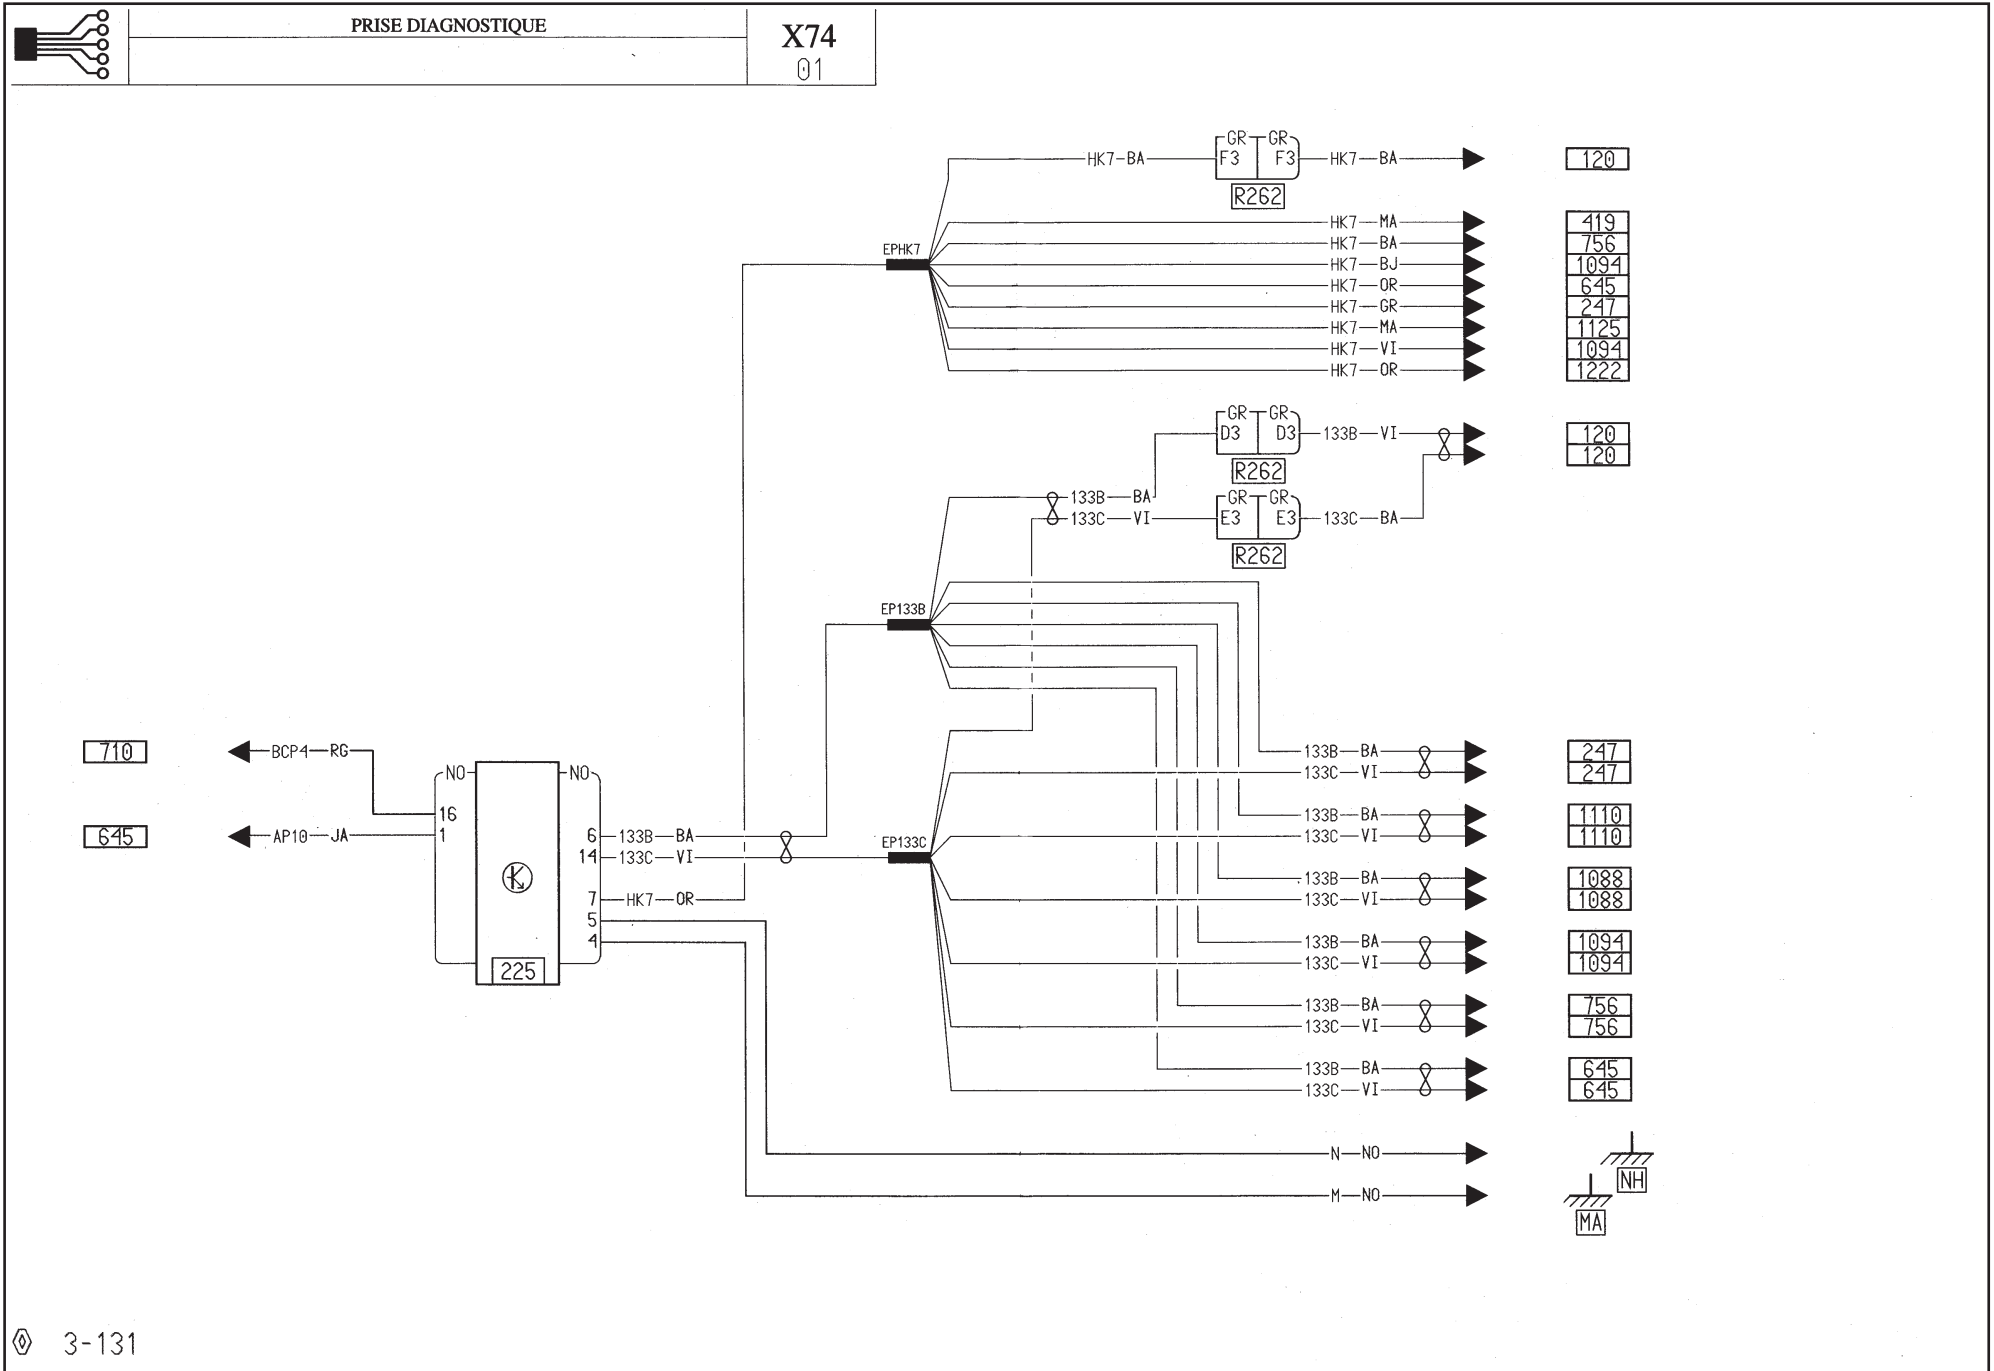 PRISE DIAGNOSTIQUE
X74
01
GR GR
HK7-BA F3 F3 HK7-BA 120
R262
HK7-MA 419
EPHK7 HK7-BA 756
HK7-BJ 1094
HK7-OR 645
HK7-GR 247
HK7-MA 1125
HK7-VI 1094
HK7-OR 1222
GR GR
D3 D3 133B-VI 120
120
R262
133B-BA GR GR
133C-VI E3 E3 133C-BA
R262
EP133B
710 BCP4-RG 133B-BA 247
NO NO 133C-VI 247
16 133B-BA 1110
645 AP10-JA 1 6 133B-BA EP133C 133C-VI 1110
14 133C-VI
133B-BA 1088
7 HK7-OR 133C-VI 1088
5
4 133B-BA 1094
225 133C-VI 1094
133B-BA 756
133C-VI 756
133B-BA 645
133C-VI 645
N-NO NH
M-NO MA
3-131